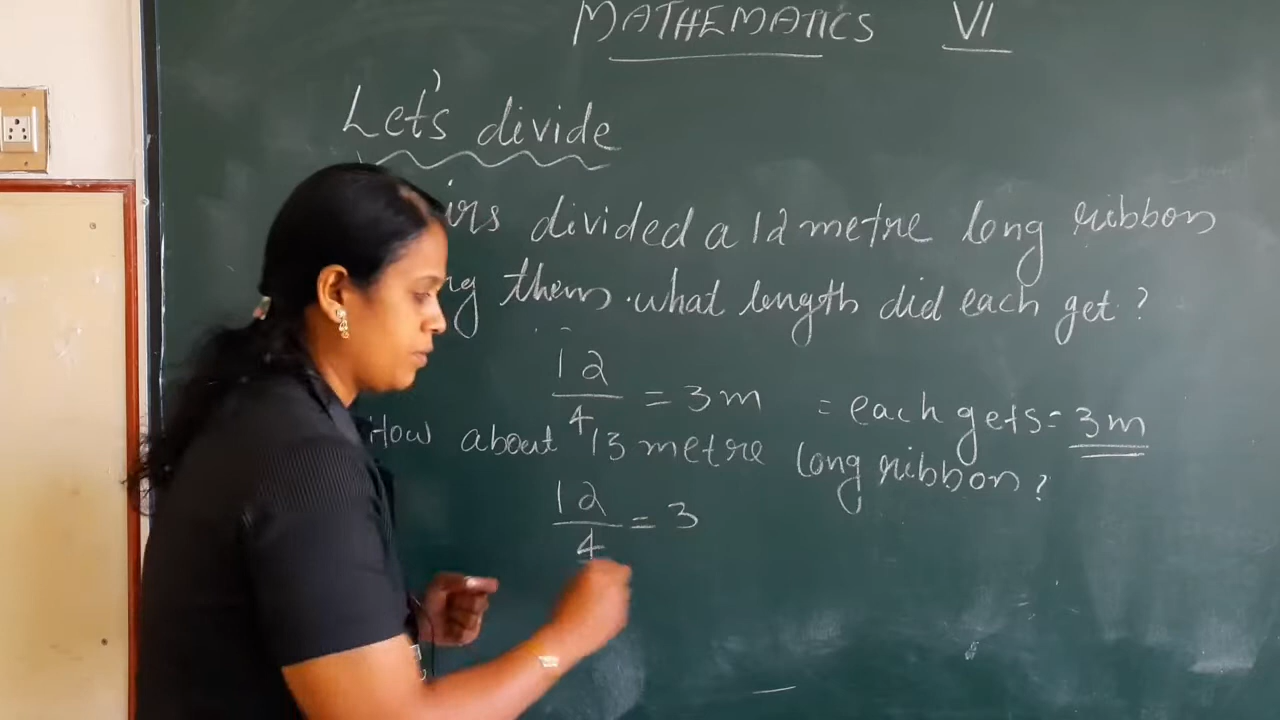 MATHEMATICS VI
Let's divide
divided a 12 metre long ribbon
them. what length did each get?
12/4 = 3m = each gets = 3m
How about 13 metre long ribbon?
12/4 = 3